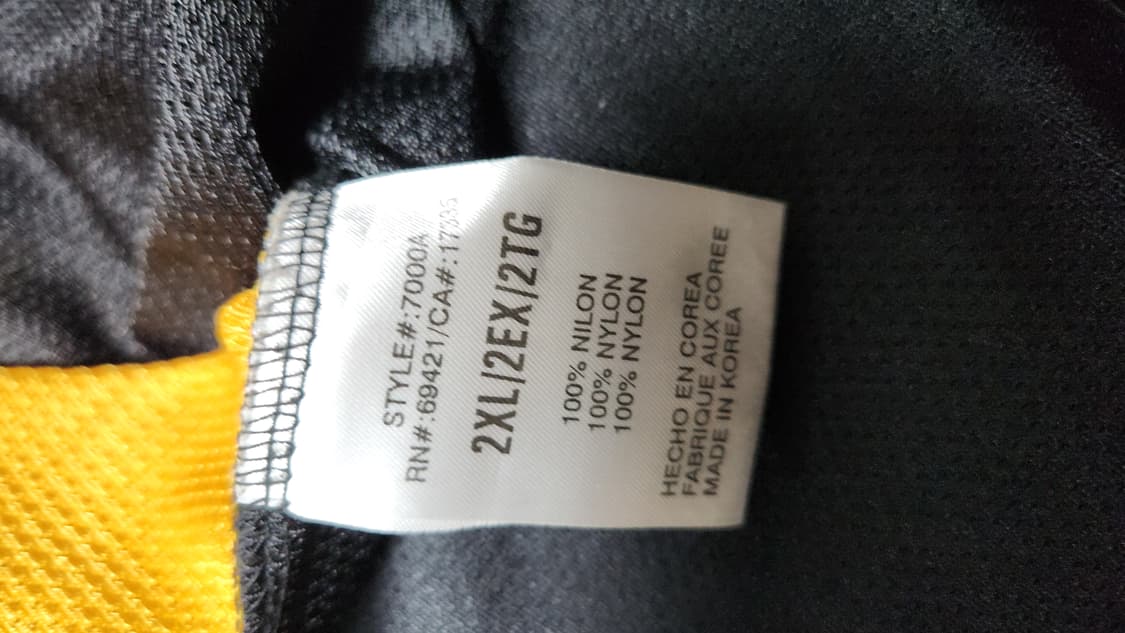 STYLE#:7000A
RN#:69421/CA#:17335
2XL/2EX/2TG
100% NILON
100% NYLON
100% NYLON
HECHO EN COREA
FABRIQUE AUX COREE
MADE IN KOREA